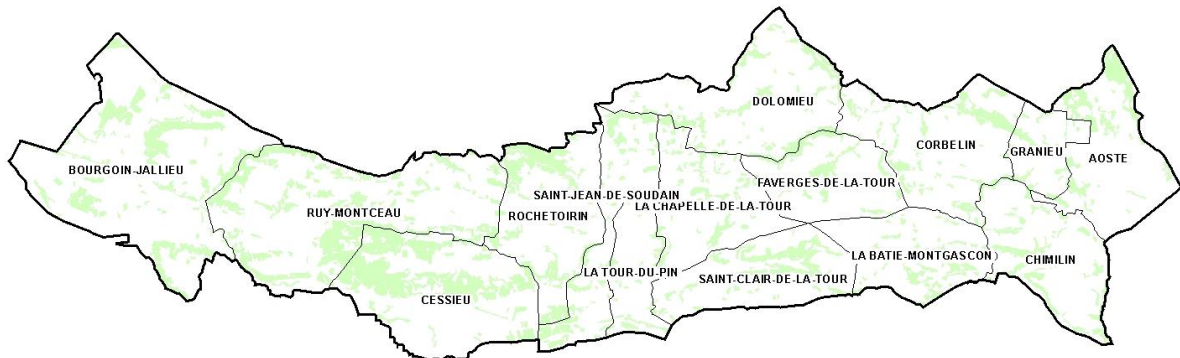 DOLOMIEU
CORBELIN
GRANIEU
AOSTE
BOURGOIN-JALLIEU
FAVERGES-DE-LA-TOUR
SAINT-JEAN-DE-SOUDAIN
LA CHAPELLE-DE-LA-TOUR
RUY-MONTCEAU
ROCHETOIRIN
LA BATIE-MONTGASCON
CHIMILIN
LA TOUR-DU-PIN
SAINT-CLAIR-DE-LA-TOUR
CESSIEU